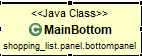 <<Java Class>>
C MainBottom
shopping_list.panel.bottompanel